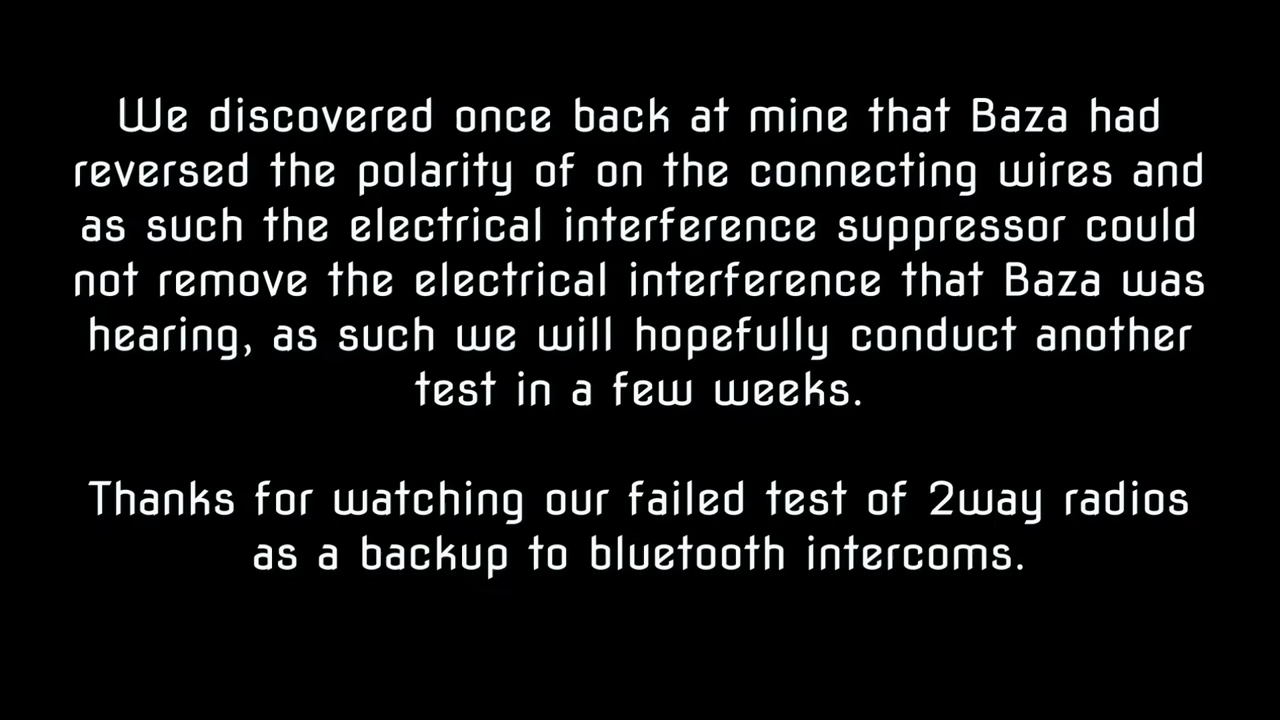 We discovered once back at mine that Baza had
reversed the polarity of on the connecting wires and
as such the electrical interference suppressor could
not remove the electrical interference that Baza was
hearing, as such we will hopefully conduct another
test in a few weeks.
Thanks for watching our failed test of 2way radios
as a backup to bluetooth intercoms.